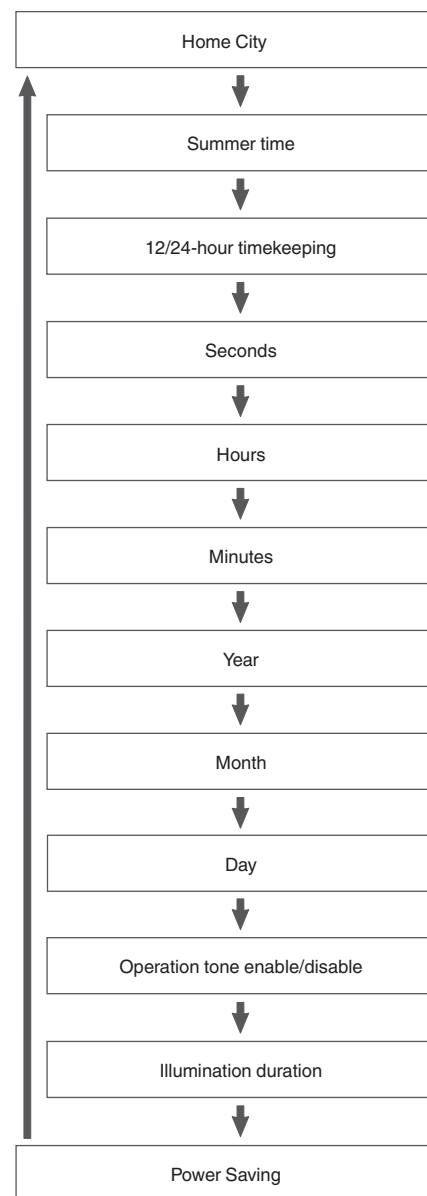 Home City
Summer time
12/24-hour timekeeping
Seconds
Hours
Minutes
Year
Month
Day
Operation tone enable/disable
Illumination duration
Power Saving